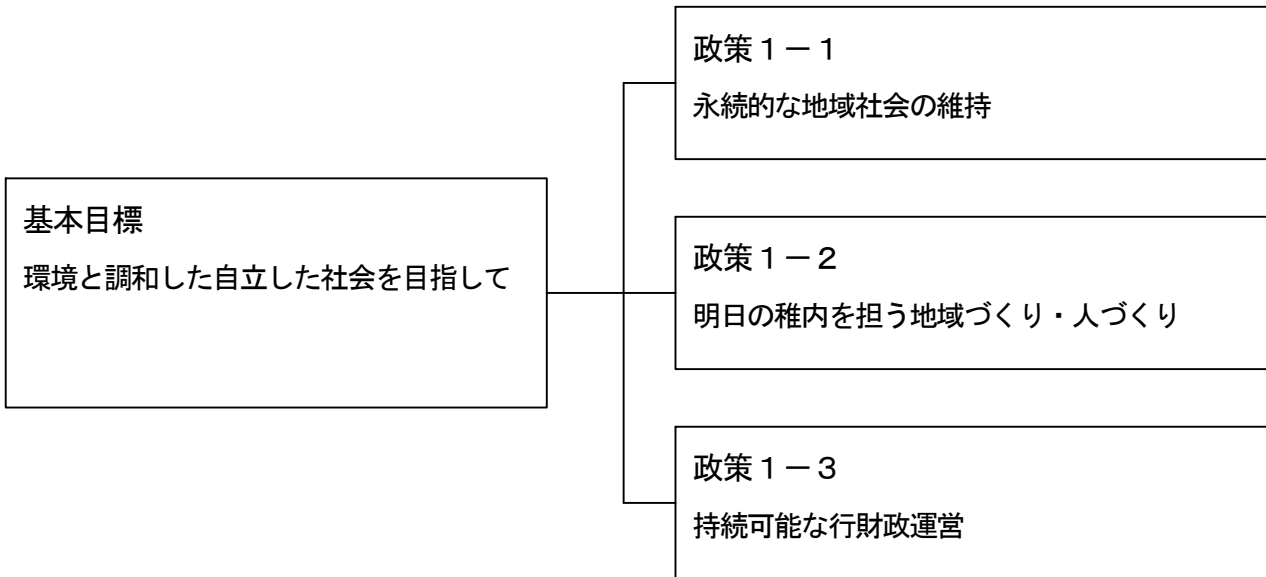 基本目標
環境と調和した自立した社会を目指して
政策1-1
永続的な地域社会の維持
政策1-2
明日の稚内を担う地域づくり・人づくり
政策1-3
持続可能な行財政運営